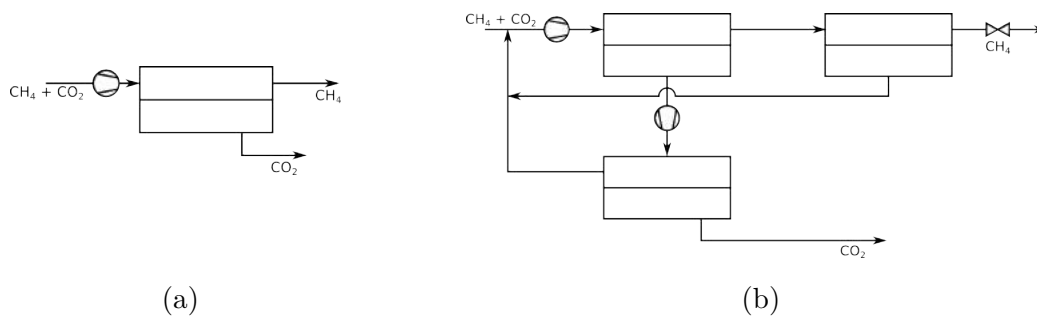 CH₄ + CO₂
CH₄
CO₂
(a)
CH₄ + CO₂
CH₄
CO₂
(b)